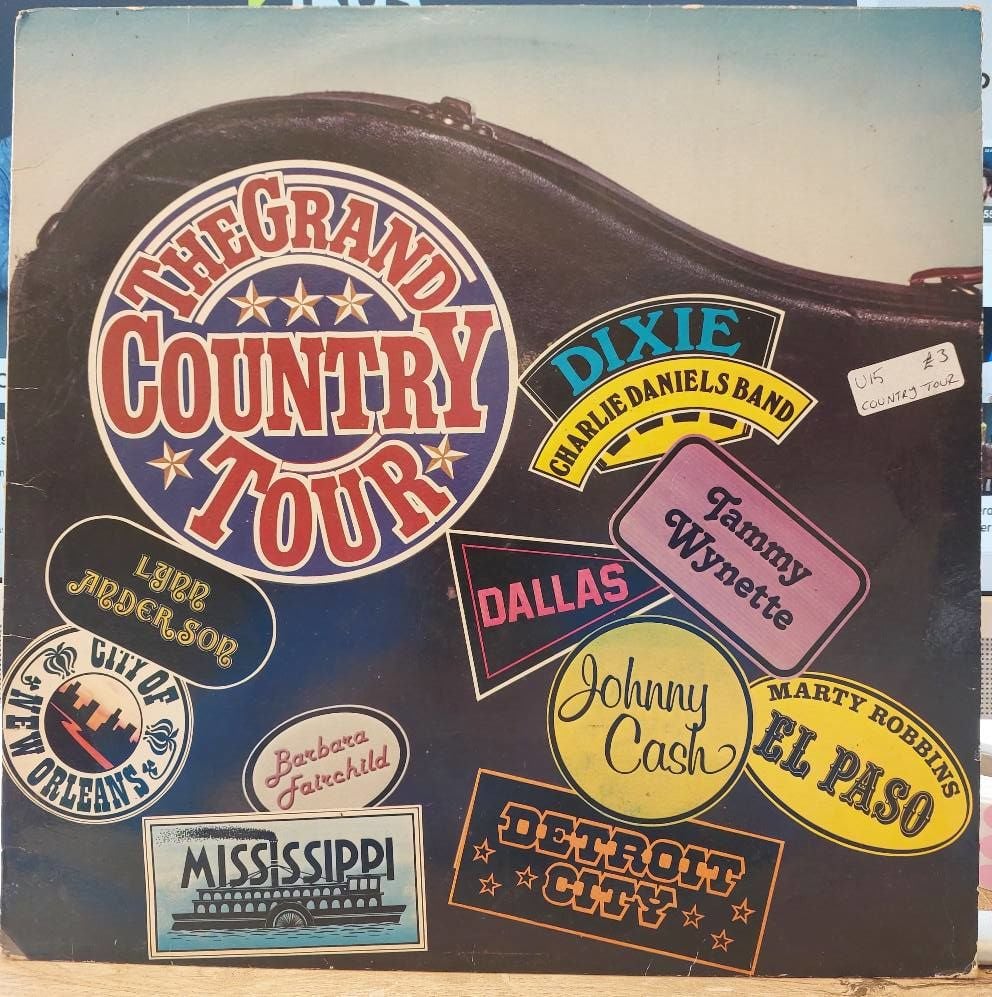 THE GRAND
COUNTRY
TOUR
DIXIE
CHARLIE DANIELS BAND
U15 £3
COUNTRY TOUR
Tammy
Wynette
DALLAS
LYNN
ANDERSON
CITY OF
NEW
ORLEANS
Johnny
Cash
MARTY ROBBINS
EL PASO
Barbara
Fairchild
MISSISSIPPI
DETROIT
CITY